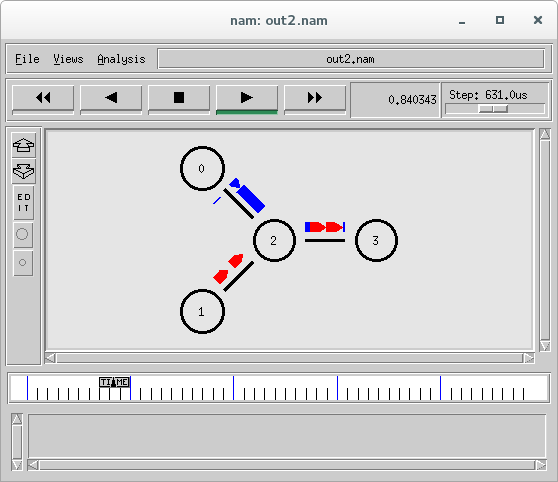 nam: out2.nam
File Views Analysis out2.nam
0.840343 Step: 631.0us
ED
IT
0
2 3
1
TIME